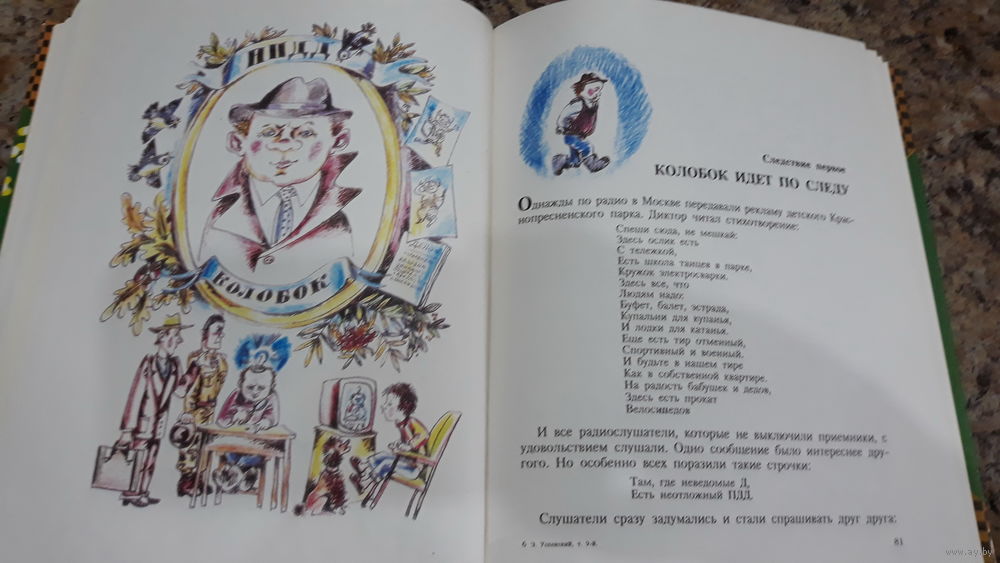 НПДД
КОЛОБОК
Следствие первое
КОЛОБОК ИДЕТ ПО СЛЕДУ
Однажды по радио в Москве передавали рекламу детского Крас-
нопресненского парка. Диктор читал стихотворение:
Спеши сюда, не мешкай:
Здесь ослик есть
С тележкой,
Есть школа танцев в парке,
Кружок электросварки.
Здесь все, что
Людям надо:
Буфет, балет, эстрада,
Купальни для купанья,
И лодки для катанья.
Еще есть тир отменный,
Спортивный и военный.
И будьте в нашем тире
Как в собственной квартире.
На радость бабушек и дедов,
Здесь есть прокат
Велосипедов
И все радиослушатели, которые не выключили приемники, с
удовольствием слушали. Одно сообщение было интереснее дру-
гого. Но особенно всех поразили такие строчки:
Там, где неведомые Д,
Есть неотложный ПДД.
Слушатели сразу задумались и стали спрашивать друг друга:
6 Э. Успенский, т. 9-й.
81
www.ay.by